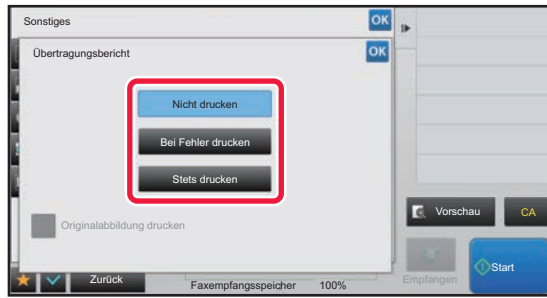 Sonstiges
OK
Übertragungsbericht
OK
Nicht drucken
Bei Fehler drucken
Stets drucken
Originalabbildung drucken
Vorschau
CA
Zurück
Faxempfangsspeicher 100%
Empfangen
Start